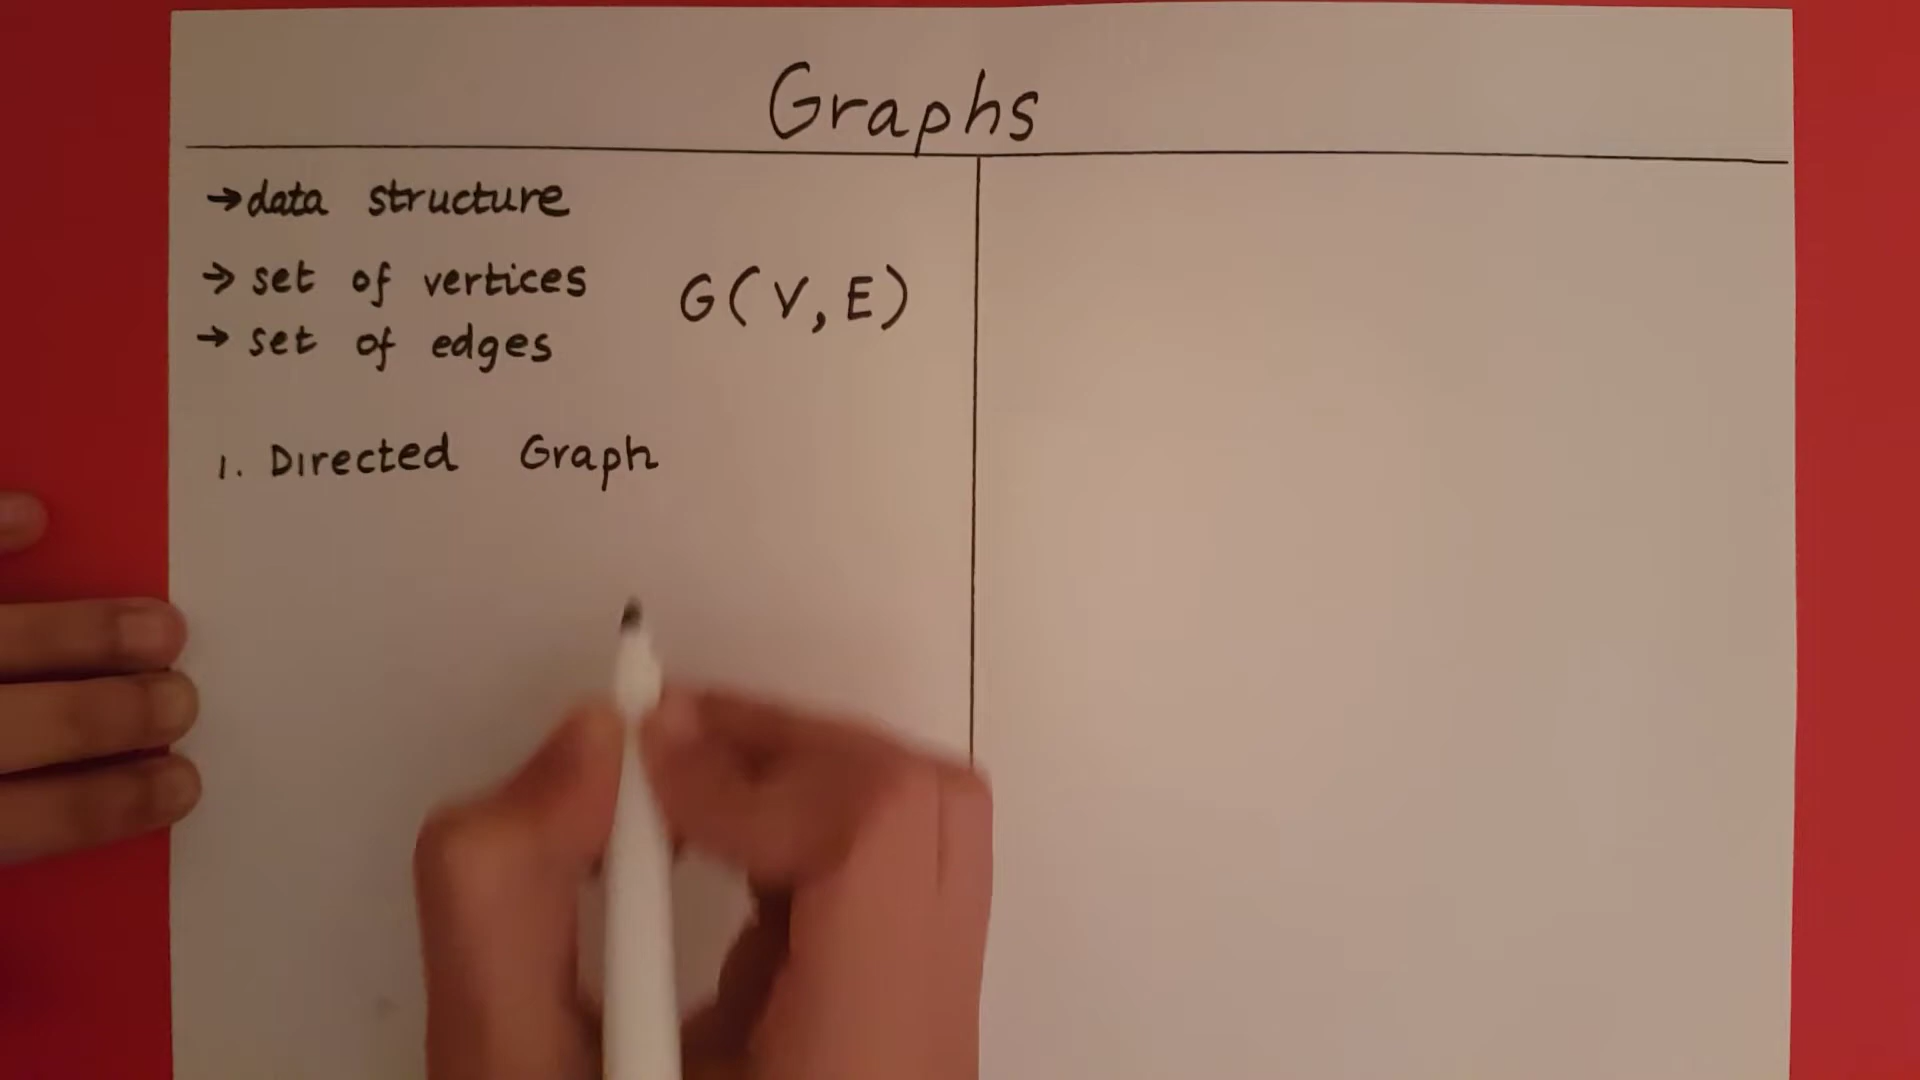 Graphs
→ data structure
→ set of vertices
G(V, E)
→ set of edges
1. Directed Graph